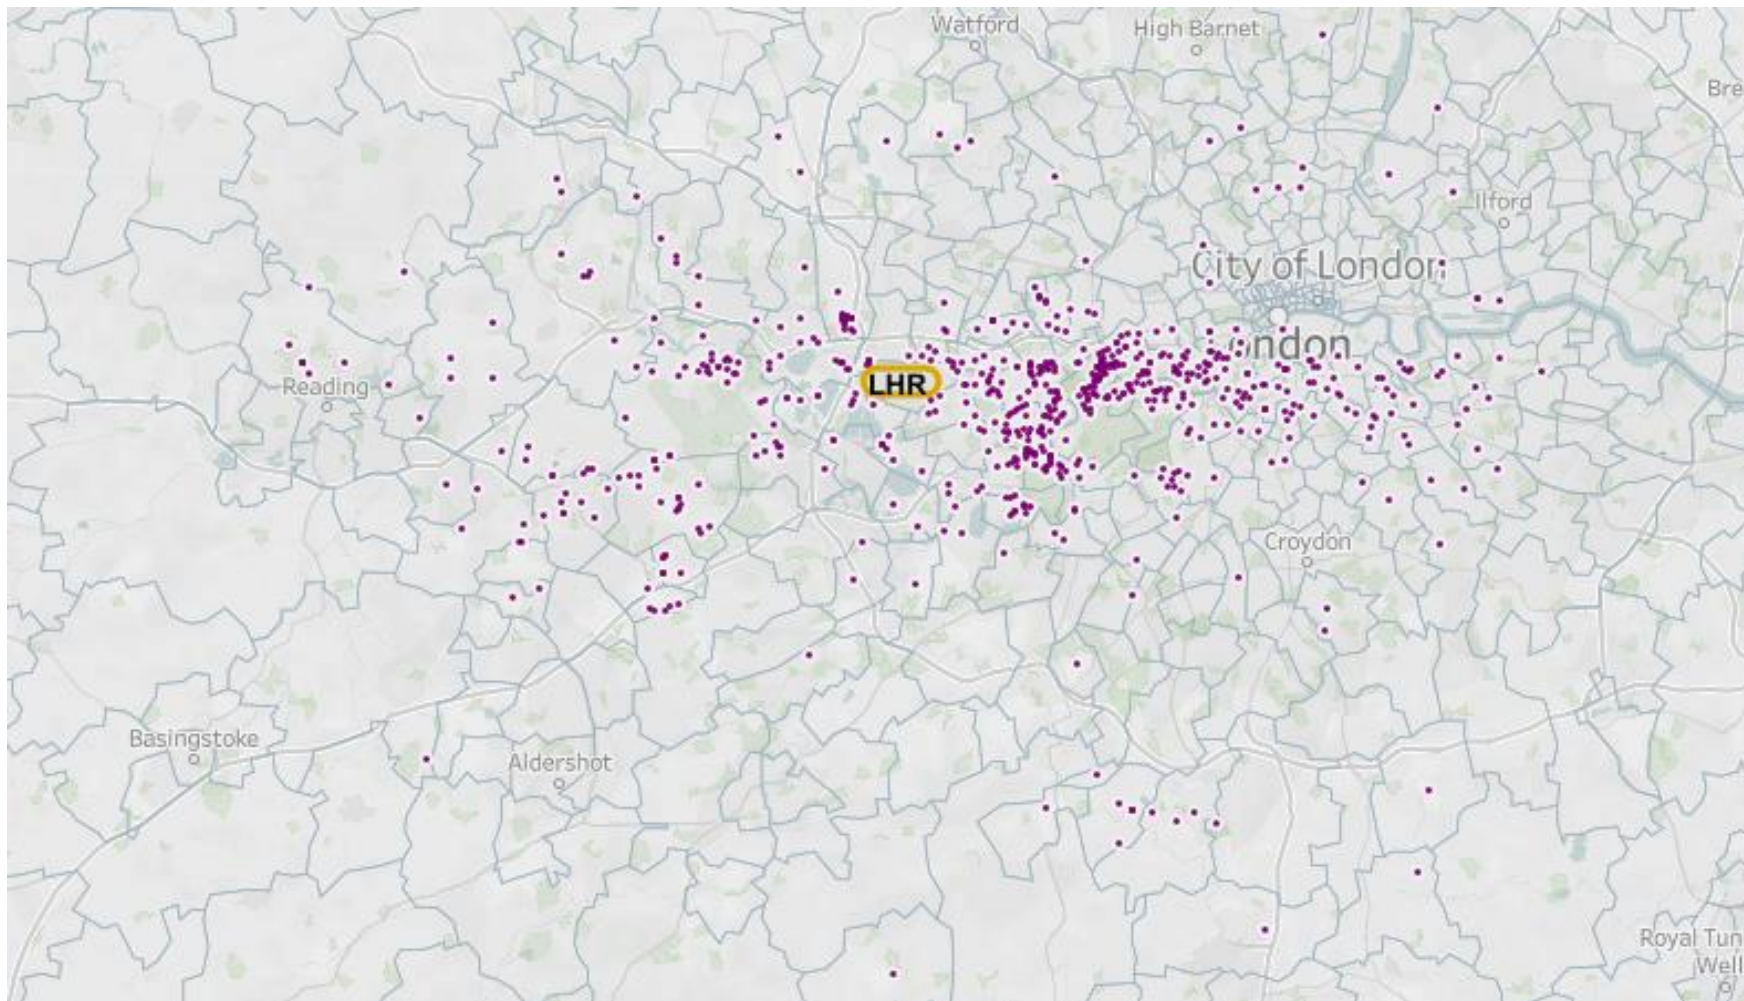 Watford
High Barnet
Bre
Ilford
City of London
London
LHR
Reading
Croydon
Basingstoke
Aldershot
Royal Tun
Well